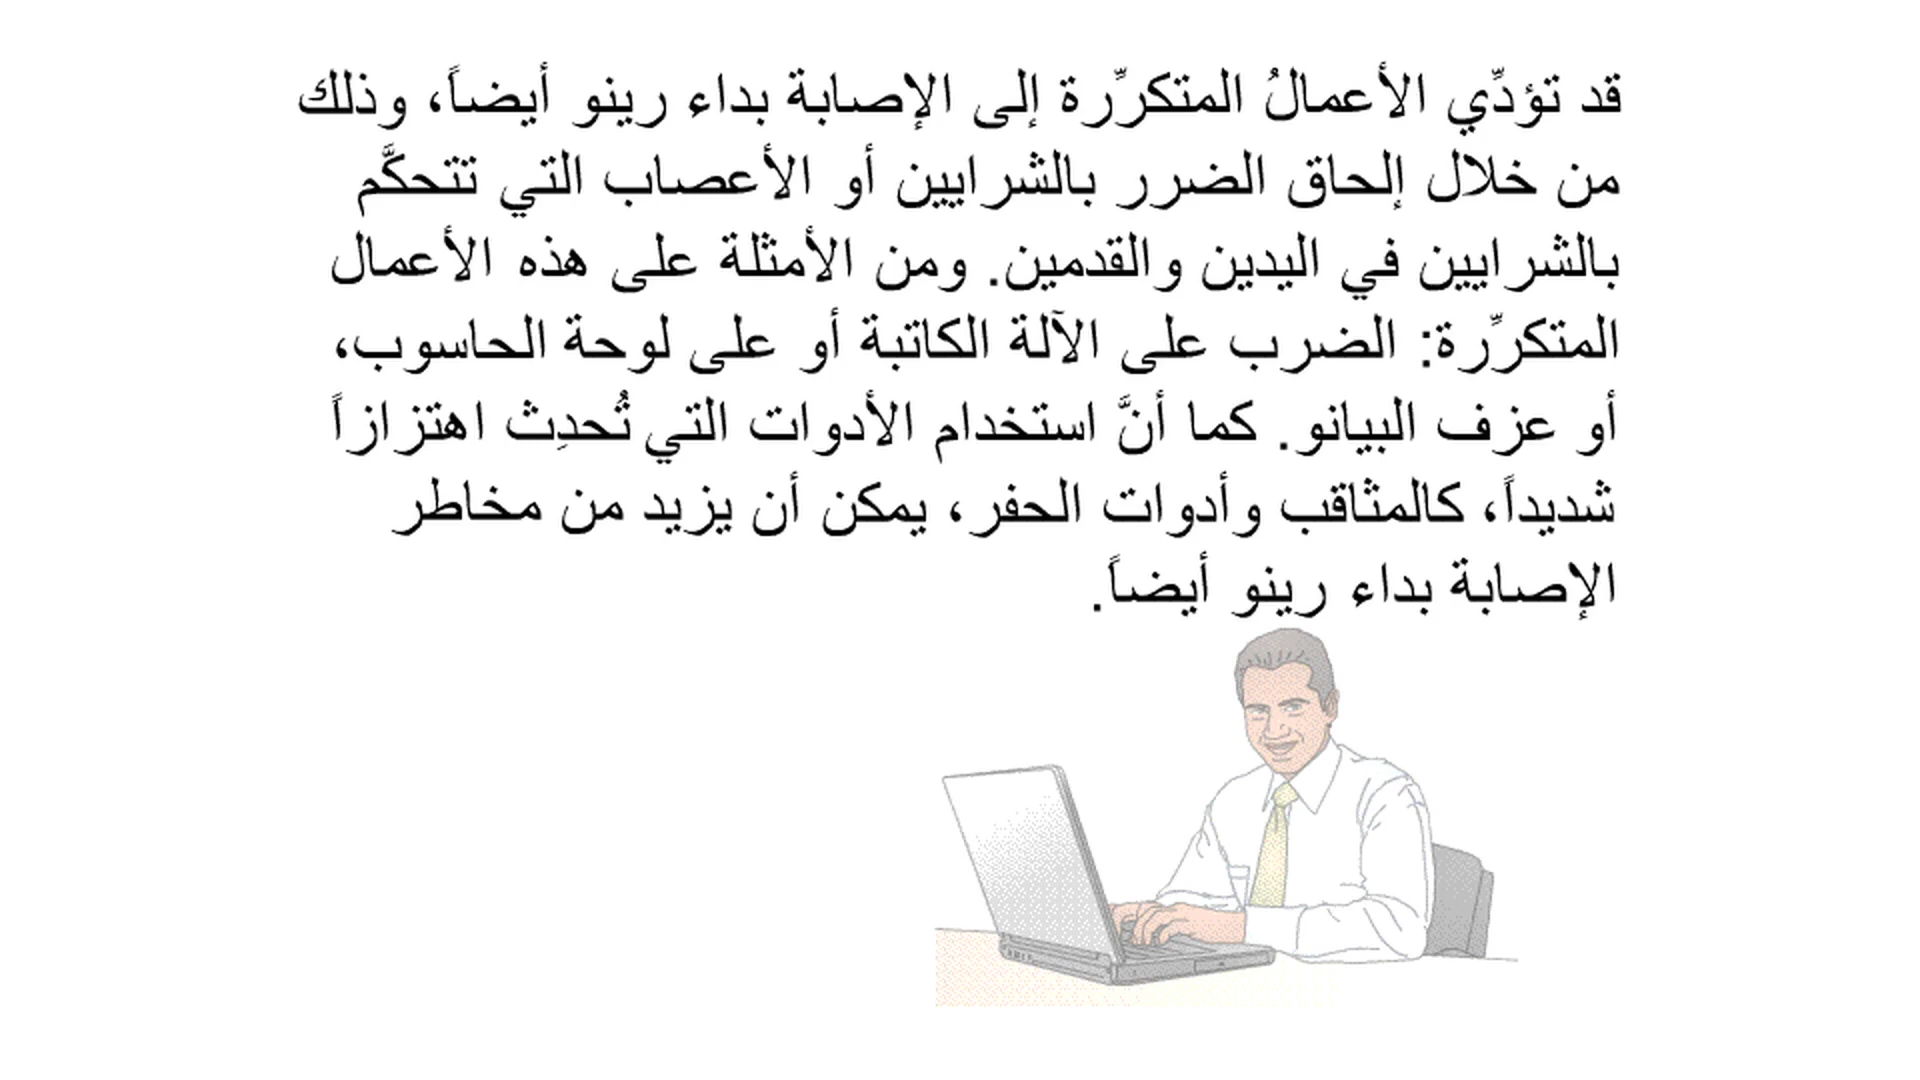 قد تؤدِّي الأعمالُ المتكرِّرة إلى الإصابة بداء رينو أيضاً، وذلك
من خلال إلحاق الضرر بالشرايين أو الأعصاب التي تتحكَّم
بالشرايين في اليدين والقدمين. ومن الأمثلة على هذه الأعمال
المتكرِّرة: الضرب على الآلة الكاتبة أو على لوحة الحاسوب،
أو عزف البيانو. كما أنَّ استخدام الأدوات التي تُحدِث اهتزازاً
شديداً، كالمثاقب وأدوات الحفر، يمكن أن يزيد من مخاطر
الإصابة بداء رينو أيضاً.